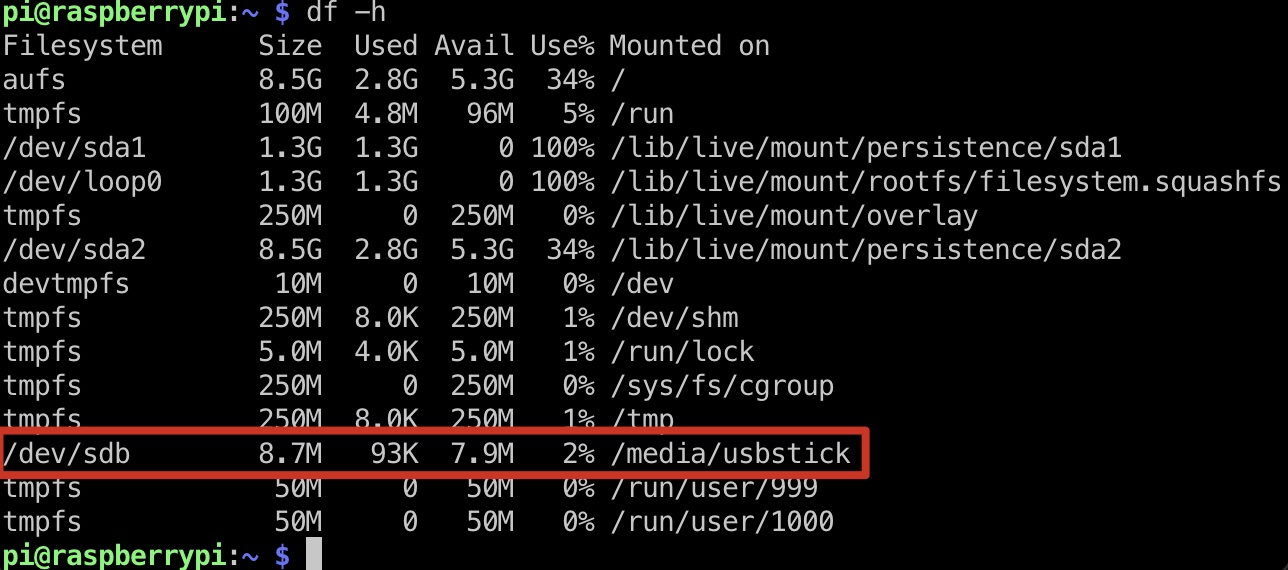 pi@raspberrypi:~ $ df -h
Filesystem      Size  Used Avail Use% Mounted on
aufs            8.5G  2.8G  5.3G  34% /
tmpfs           100M  4.8M   96M   5% /run
/dev/sda1       1.3G  1.3G     0 100% /lib/live/mount/persistence/sda1
/dev/loop0      1.3G  1.3G     0 100% /lib/live/mount/rootfs/filesystem.squashfs
tmpfs           250M     0  250M   0% /lib/live/mount/overlay
/dev/sda2       8.5G  2.8G  5.3G  34% /lib/live/mount/persistence/sda2
devtmpfs         10M     0   10M   0% /dev
tmpfs           250M  8.0K  250M   1% /dev/shm
tmpfs           5.0M  4.0K  5.0M   1% /run/lock
tmpfs           250M     0  250M   0% /sys/fs/cgroup
tmpfs           250M  8.0K  250M   1% /tmp
/dev/sdb        8.7M   93K  7.9M   2% /media/usbstick
tmpfs            50M     0   50M   0% /run/user/999
tmpfs            50M     0   50M   0% /run/user/1000
pi@raspberrypi:~ $